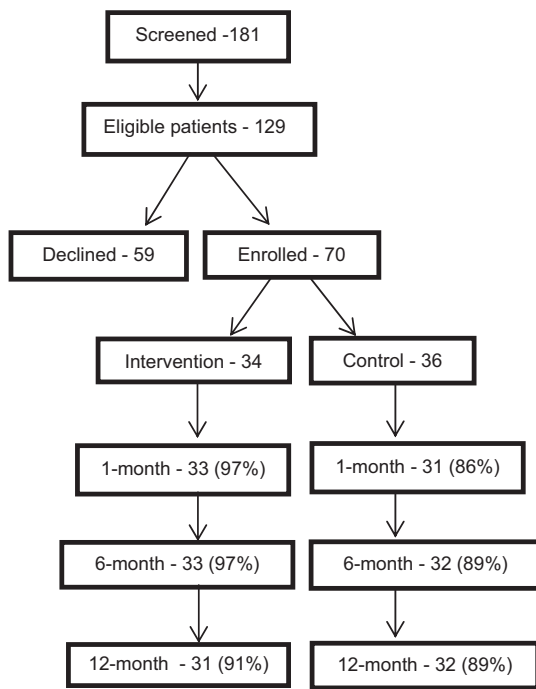 Screened -181
Eligible patients - 129
Declined - 59
Enrolled - 70
Intervention - 34
Control - 36
1-month - 33 (97%)
1-month - 31 (86%)
6-month - 33 (97%)
6-month - 32 (89%)
12-month - 31 (91%)
12-month - 32 (89%)